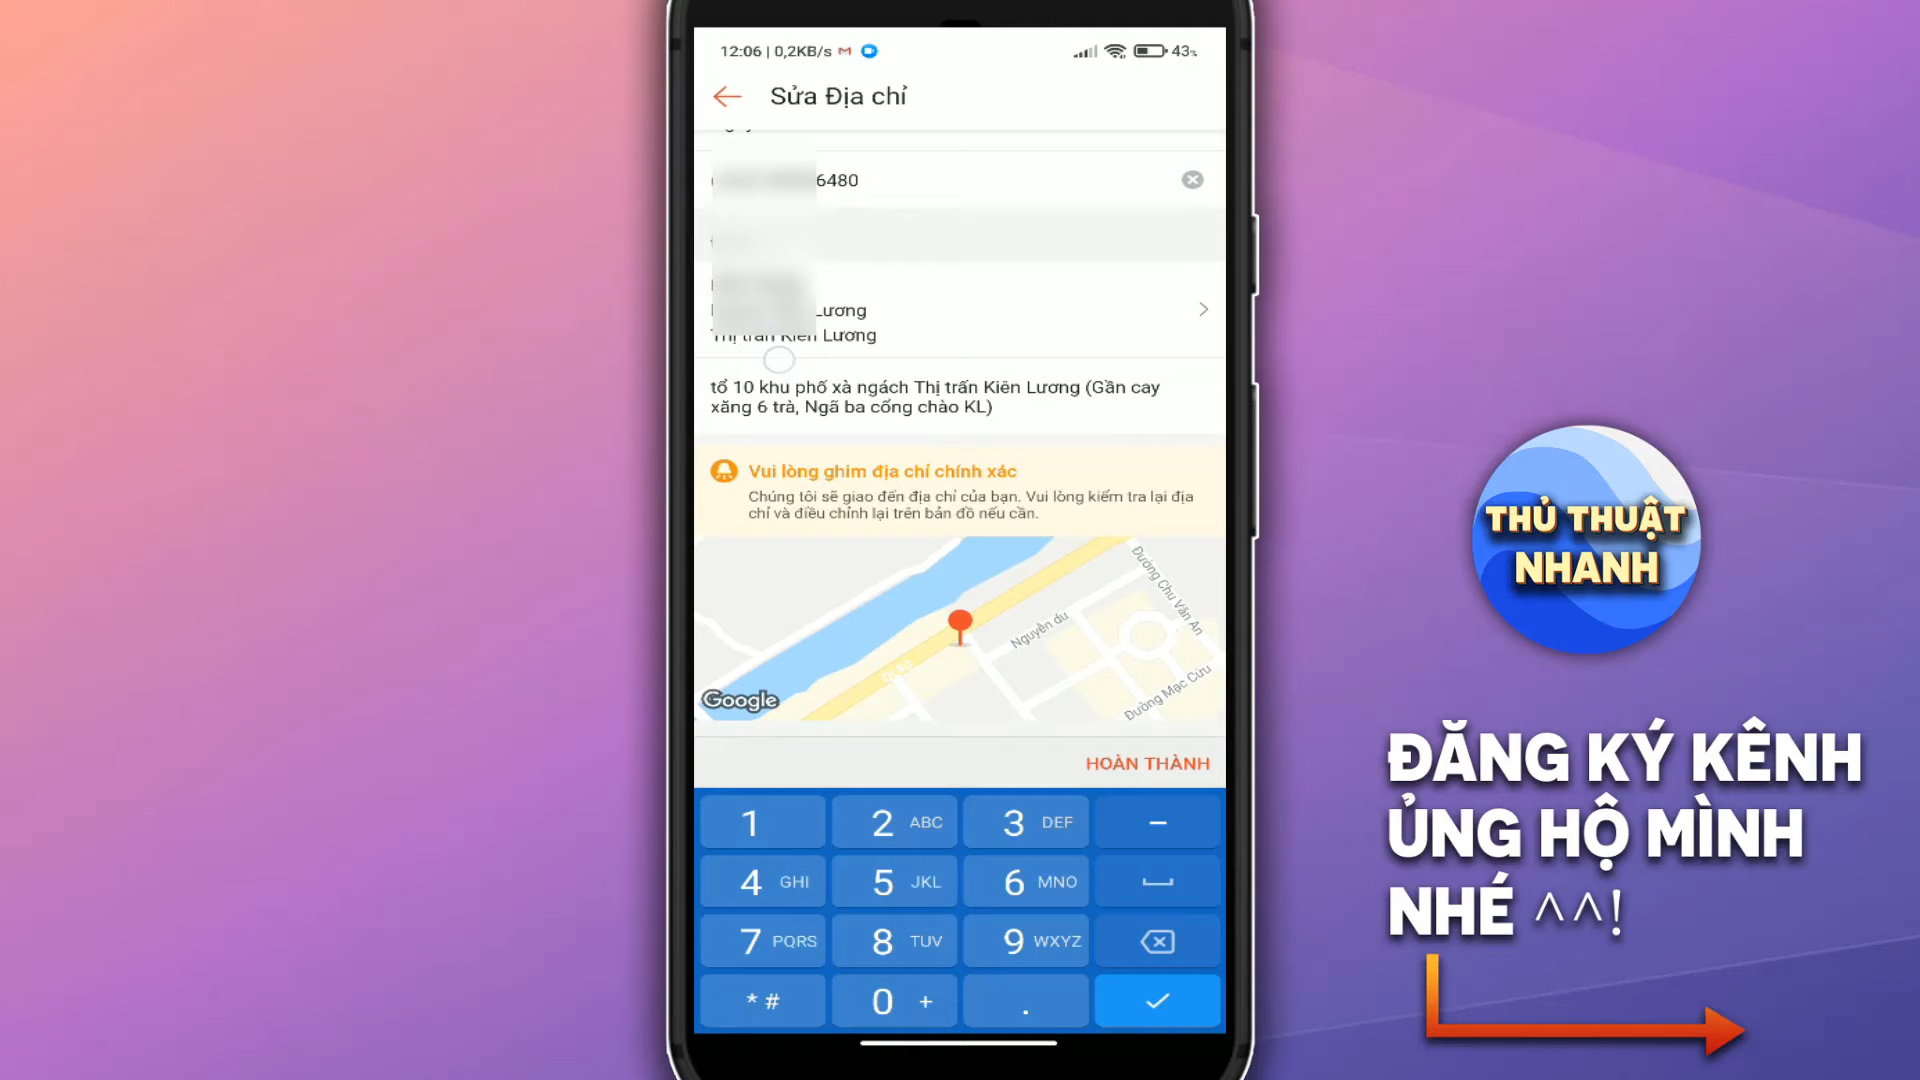 12:06 | 0,2KB/s
43%
Sửa Địa chỉ
6480
Lương
Thị trấn Kiên Lương
tổ 10 khu phố xà ngách Thị trấn Kiên Lương (Gần cay
xăng 6 trà, Ngã ba cổng chào KL)
Vui lòng ghim địa chỉ chính xác
Chúng tôi sẽ giao đến địa chỉ của bạn. Vui lòng kiểm tra lại địa
chỉ và điều chỉnh lại trên bản đồ nếu cần.
Đường Chu Văn An
Nguyễn du
Đường Mạc Cửu
Google
HOÀN THÀNH
1
2 ABC
3 DEF
–
4 GHI
5 JKL
6 MNO
7 PQRS
8 TUV
9 WXYZ
* #
0 +
.
THỦ THUẬT
NHANH
ĐĂNG KÝ KÊNH
ỦNG HỘ MÌNH
NHÉ ^^!